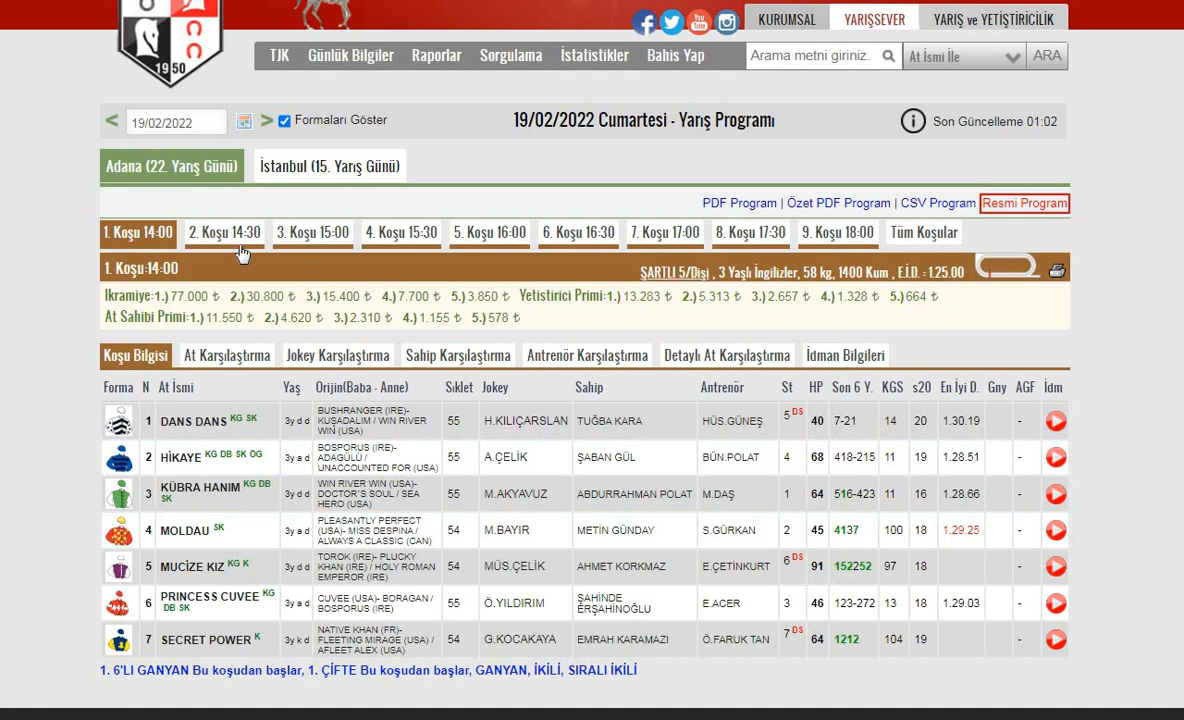 C C
C C
1950
f
You Tube
KURUMSAL YARIŞSEVER YARIŞ ve YETİŞTİRİCİLİK
TJK Günlük Bilgiler Raporlar Sorgulama İstatistikler Bahis Yap Arama metni giriniz. At İsmi İle ARA
< 19/02/2022 > Formaları Göster 19/02/2022 Cumartesi - Yarış Programı i Son Güncelleme 01:02
Adana (22. Yarış Günü) İstanbul (15. Yarış Günü)
PDF Program | Özet PDF Program | CSV Program Resmi Program
1. Koşu 14:00 2. Koşu 14:30 3. Koşu 15:00 4. Koşu 15:30 5. Koşu 16:00 6. Koşu 16:30 7. Koşu 17:00 8. Koşu 17:30 9. Koşu 18:00 Tüm Koşular
1. Koşu:14:00 ŞARTLI 5/Dişi , 3 Yaşlı İngilizler, 58 kg, 1400 Kum , E.İ.D. : 1.25.00
İkramiye:1.) 77.000 ₺ 2.) 30.800 ₺ 3.) 15.400 ₺ 4.) 7.700 ₺ 5.) 3.850 ₺ Yetistirici Primi:1.) 13.283 ₺ 2.) 5.313 ₺ 3.) 2.657 ₺ 4.) 1.328 ₺ 5.) 664 ₺
At Sahibi Primi:1.) 11.550 ₺ 2.) 4.620 ₺ 3.) 2.310 ₺ 4.) 1.155 ₺ 5.) 578 ₺
Koşu Bilgisi At Karşılaştırma Jokey Karşılaştırma Sahip Karşılaştırma Antrenör Karşılaştırma Detaylı At Karşılaştırma İdman Bilgileri
Forma N At İsmi Yaş Orijin(Baba - Anne) Sıklet Jokey Sahip Antrenör St HP Son 6 Y. KGS s20 En İyi D. Gny AGF İdm
1 DANS DANS KG SK 3y d d BUSHRANGER (IRE)- KUŞADALIM / WIN RIVER WIN (USA) 55 H.KILIÇARSLAN TUĞBA KARA HÜS.GÜNEŞ 5 DS 40 7-21 14 20 1.30.19 -
2 HİKAYE KG DB SK ÖG 3y a d BOSPORUS (IRE)- ADAGÜLÜ / UNACCOUNTED FOR (USA) 55 A.ÇELİK ŞABAN GÜL BÜN.POLAT 4 68 418-215 11 19 1.28.51 -
3 KÜBRA HANIM KG DB SK 3y d d WIN RIVER WIN (USA)- DOCTOR'S SOUL / SEA HERO (USA) 55 M.AKYAVUZ ABDURRAHMAN POLAT M.DAŞ 1 64 516-423 11 16 1.28.66 -
4 MOLDAU SK 3y a d PLEASANTLY PERFECT (USA)- MISS DESPINA / ALWAYS A CLASSIC (CAN) 54 M.BAYIR METİN GÜNDAY S.GÜRKAN 2 45 4137 100 18 1.29.25 -
5 MUCİZE KIZ KG K 3y d d TOROK (IRE)- PLUCKY KHAN (IRE) / HOLY ROMAN EMPEROR (IRE) 54 MÜS.ÇELİK AHMET KORKMAZ E.ÇETİNKURT 6 DS 91 152252 97 18 -
6 PRINCESS CUVEE KG DB SK 3y a d CUVEE (USA)- BORAGAN / BOSPORUS (IRE) 55 Ö.YILDIRIM ŞAHİNDE ERŞAHİNOĞLU E.ACER 3 46 123-272 13 18 1.29.03 -
7 SECRET POWER K 3y k d NATIVE KHAN (FR)- FLEETING MIRAGE (USA) / AFLEET ALEX (USA) 54 G.KOCAKAYA EMRAH KARAMAZI Ö.FARUK TAN 7 DS 64 1212 104 19 -
1. 6'LI GANYAN Bu koşudan başlar, 1. ÇİFTE Bu koşudan başlar, GANYAN, İKİLİ, SIRALI İKİLİ